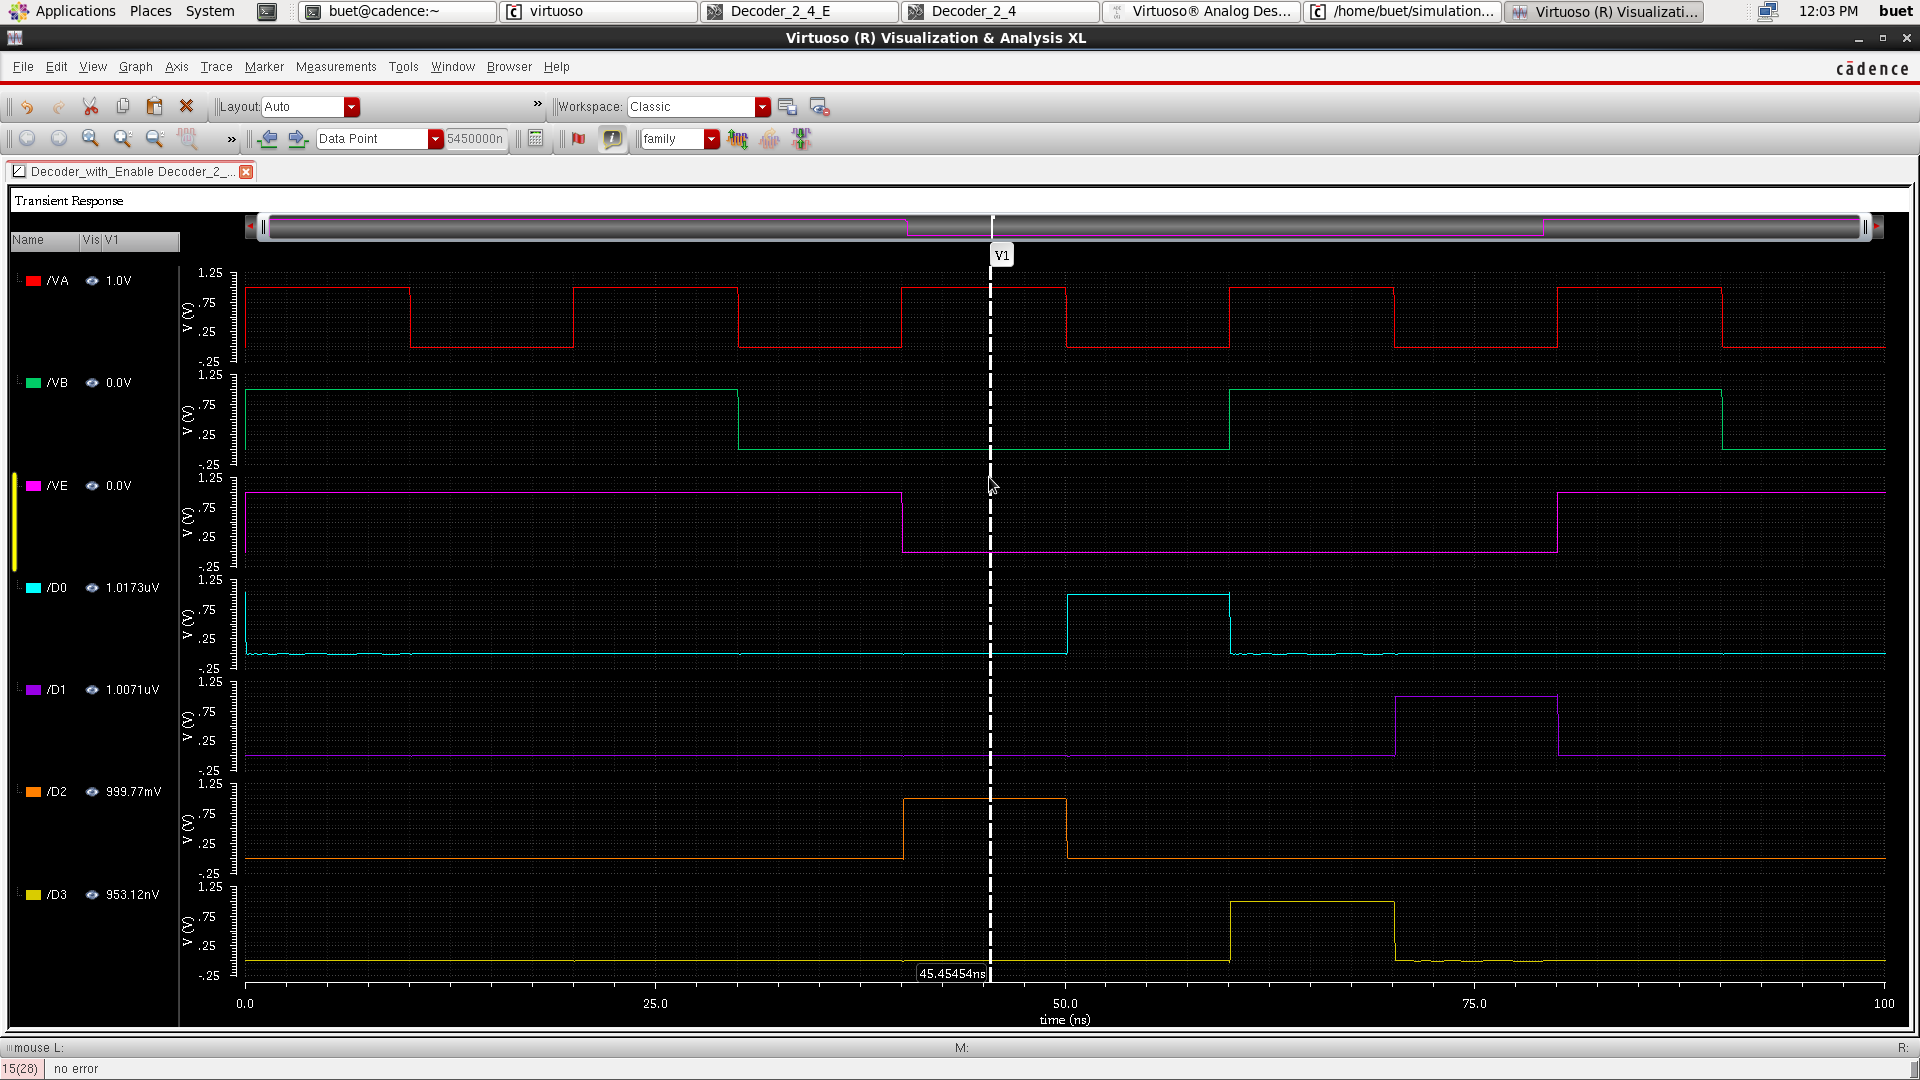 Applications Places System buet@cadence:~ virtuoso Decoder_2_4_E Decoder_2_4 Virtuoso® Analog Des... /home/buet/simulation... Virtuoso (R) Visualizati... 12:03 PM buet
Virtuoso (R) Visualization & Analysis XL
File Edit View Graph Axis Trace Marker Measurements Tools Window Browser Help
cādence
Layout: Auto » Workspace: Classic
» Data Point 5450000n family
Decoder_with_Enable Decoder_2_...
Transient Response
Name Vis V1
V1
/VA 1.0V
V (V)
1.25
.75
.25
-.25
/VB 0.0V
V (V)
1.25
.75
.25
-.25
/VE 0.0V
V (V)
1.25
.75
.25
-.25
/D0 1.0173uV
V (V)
1.25
.75
.25
-.25
/D1 1.0071uV
V (V)
1.25
.75
.25
-.25
/D2 999.77mV
V (V)
1.25
.75
.25
-.25
/D3 953.12nV
V (V)
1.25
.75
.25
-.25
45.45454ns
0.0 25.0 50.0 75.0 100
time (ns)
mouse L: M: R:
15(28) no error